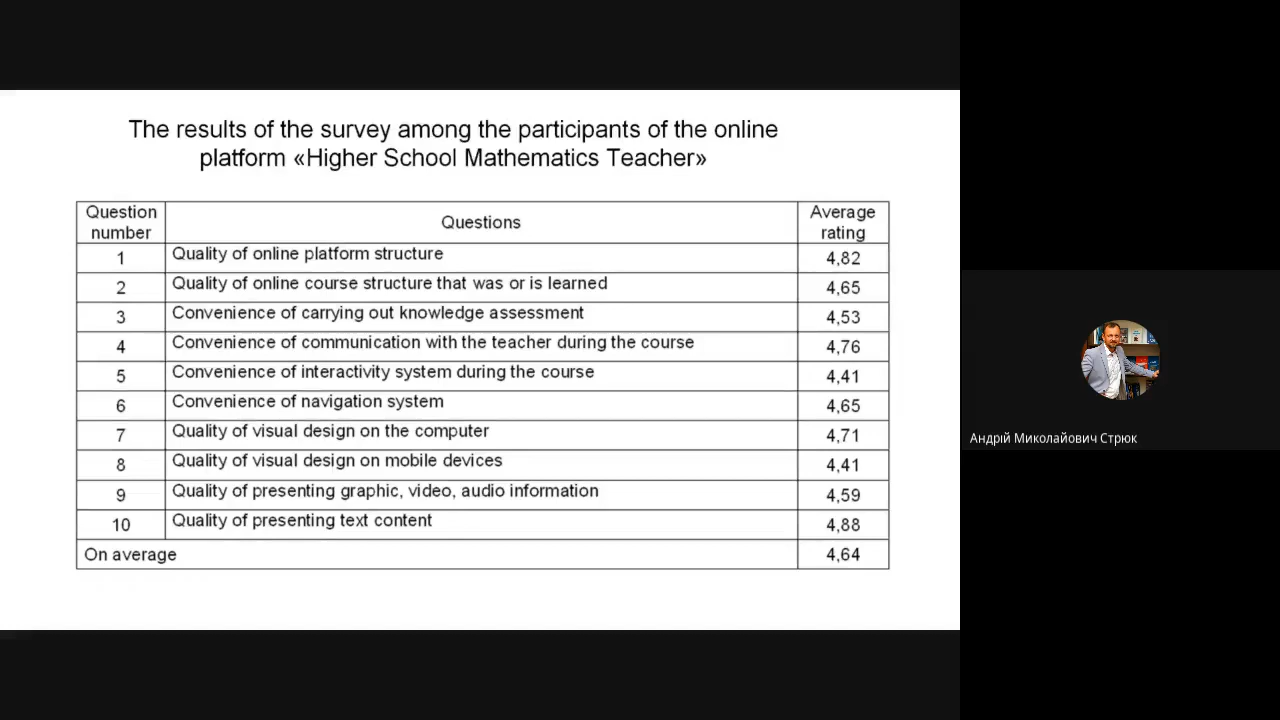 The results of the survey among the participants of the online
platform «Higher School Mathematics Teacher»
Question number | Questions | Average rating
1 | Quality of online platform structure | 4,82
2 | Quality of online course structure that was or is learned | 4,65
3 | Convenience of carrying out knowledge assessment | 4,53
4 | Convenience of communication with the teacher during the course | 4,76
5 | Convenience of interactivity system during the course | 4,41
6 | Convenience of navigation system | 4,65
7 | Quality of visual design on the computer | 4,71
8 | Quality of visual design on mobile devices | 4,41
9 | Quality of presenting graphic, video, audio information | 4,59
10 | Quality of presenting text content | 4,88
On average | 4,64
Андрій Миколайович Стрюк